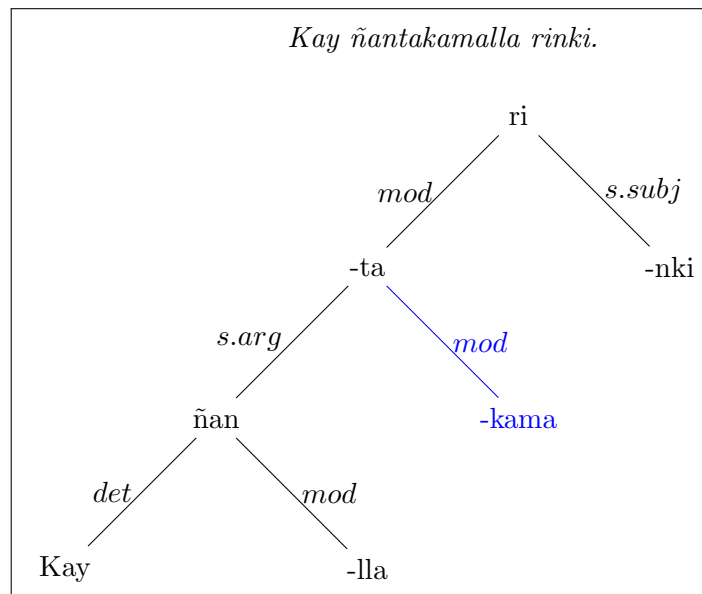 Kay ñantakamalla rinki.
ri
mod s.subj
-ta -nki
s.arg mod
ñan -kama
det mod
Kay -lla